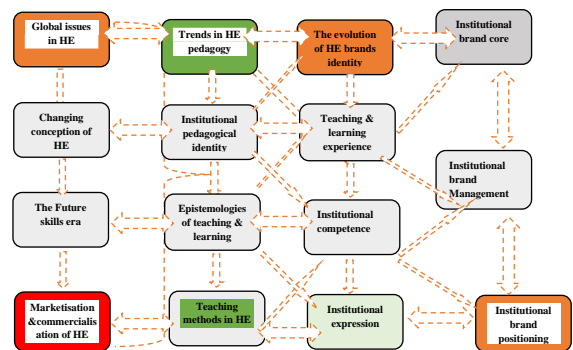 Global issues
in HE
Trends in HE
pedagogy
The evolution
of HE brands
identity
Institutional
brand core
Changing
conception of
HE
Institutional
pedagogical
identity
Teaching &
learning
experience
Institutional
brand Management
The Future
skills era
Epistemologies
of teaching &
learning
Institutional
competence
Marketisation
&commercialis
ation of HE
Teaching
methods in HE
Institutional
expression
Institutional
brand
positioning